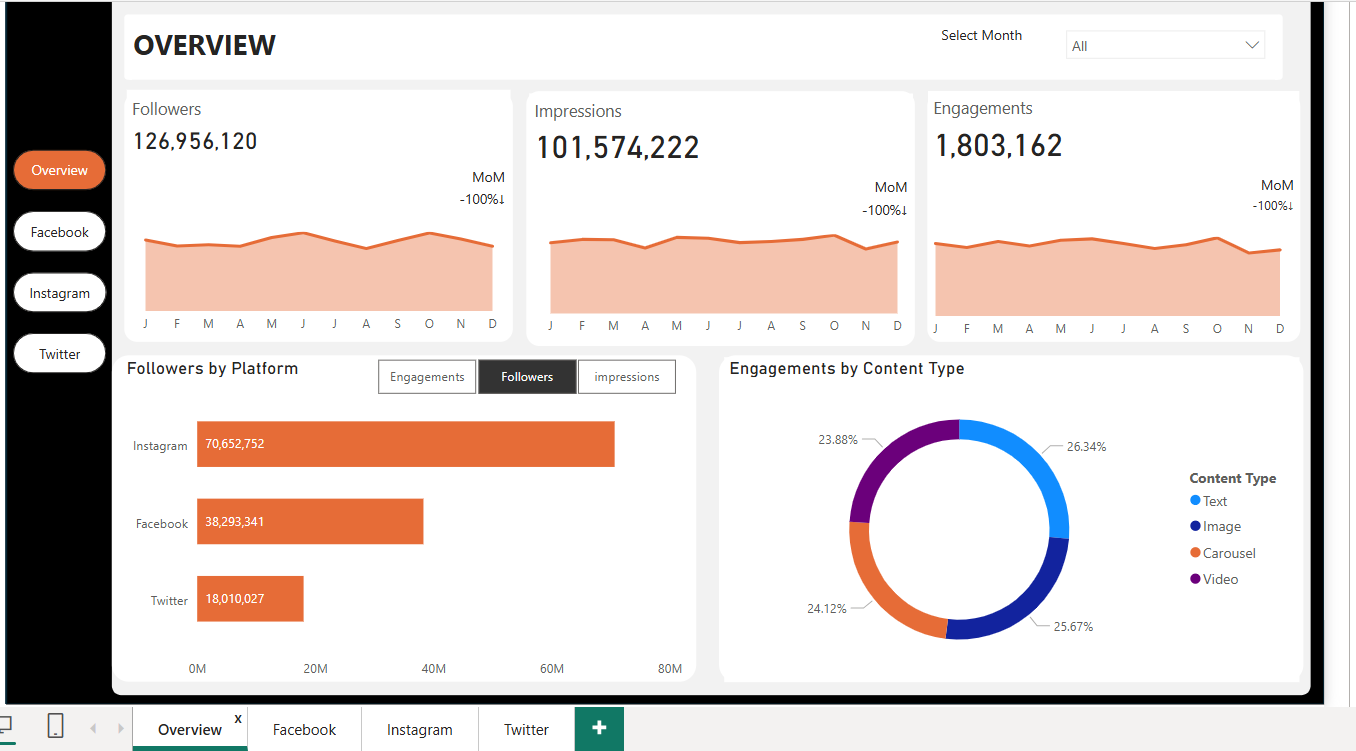 OVERVIEW
Select Month
All
Followers
126,956,120
MoM
-100%↓
J F M A M J J A S O N D
Impressions
101,574,222
MoM
-100%↓
J F M A M J J A S O N D
Engagements
1,803,162
MoM
-100%↓
J F M A M J J A S O N D
Overview
Facebook
Instagram
Twitter
Followers by Platform
Engagements
Followers
impressions
Instagram 70,652,752
Facebook 38,293,341
Twitter 18,010,027
0M 20M 40M 60M 80M
Engagements by Content Type
23.88%
26.34%
24.12%
25.67%
Content Type
Text
Image
Carousel
Video
Overview x Facebook Instagram Twitter +